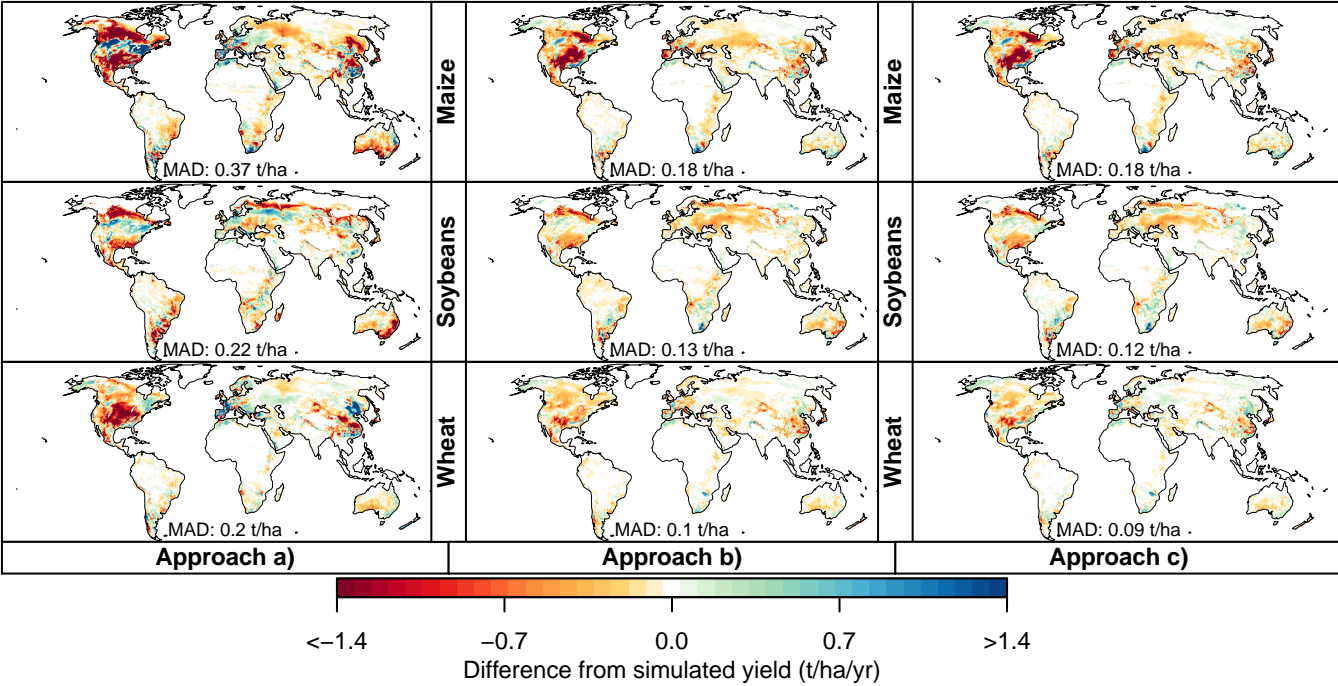 Maize
Maize
MAD: 0.37 t/ha
MAD: 0.18 t/ha
MAD: 0.18 t/ha
Soybeans
Soybeans
MAD: 0.22 t/ha
MAD: 0.13 t/ha
MAD: 0.12 t/ha
Wheat
Wheat
MAD: 0.2 t/ha
MAD: 0.1 t/ha
MAD: 0.09 t/ha
Approach a)
Approach b)
Approach c)
<−1.4
−0.7
0.0
0.7
>1.4
Difference from simulated yield (t/ha/yr)